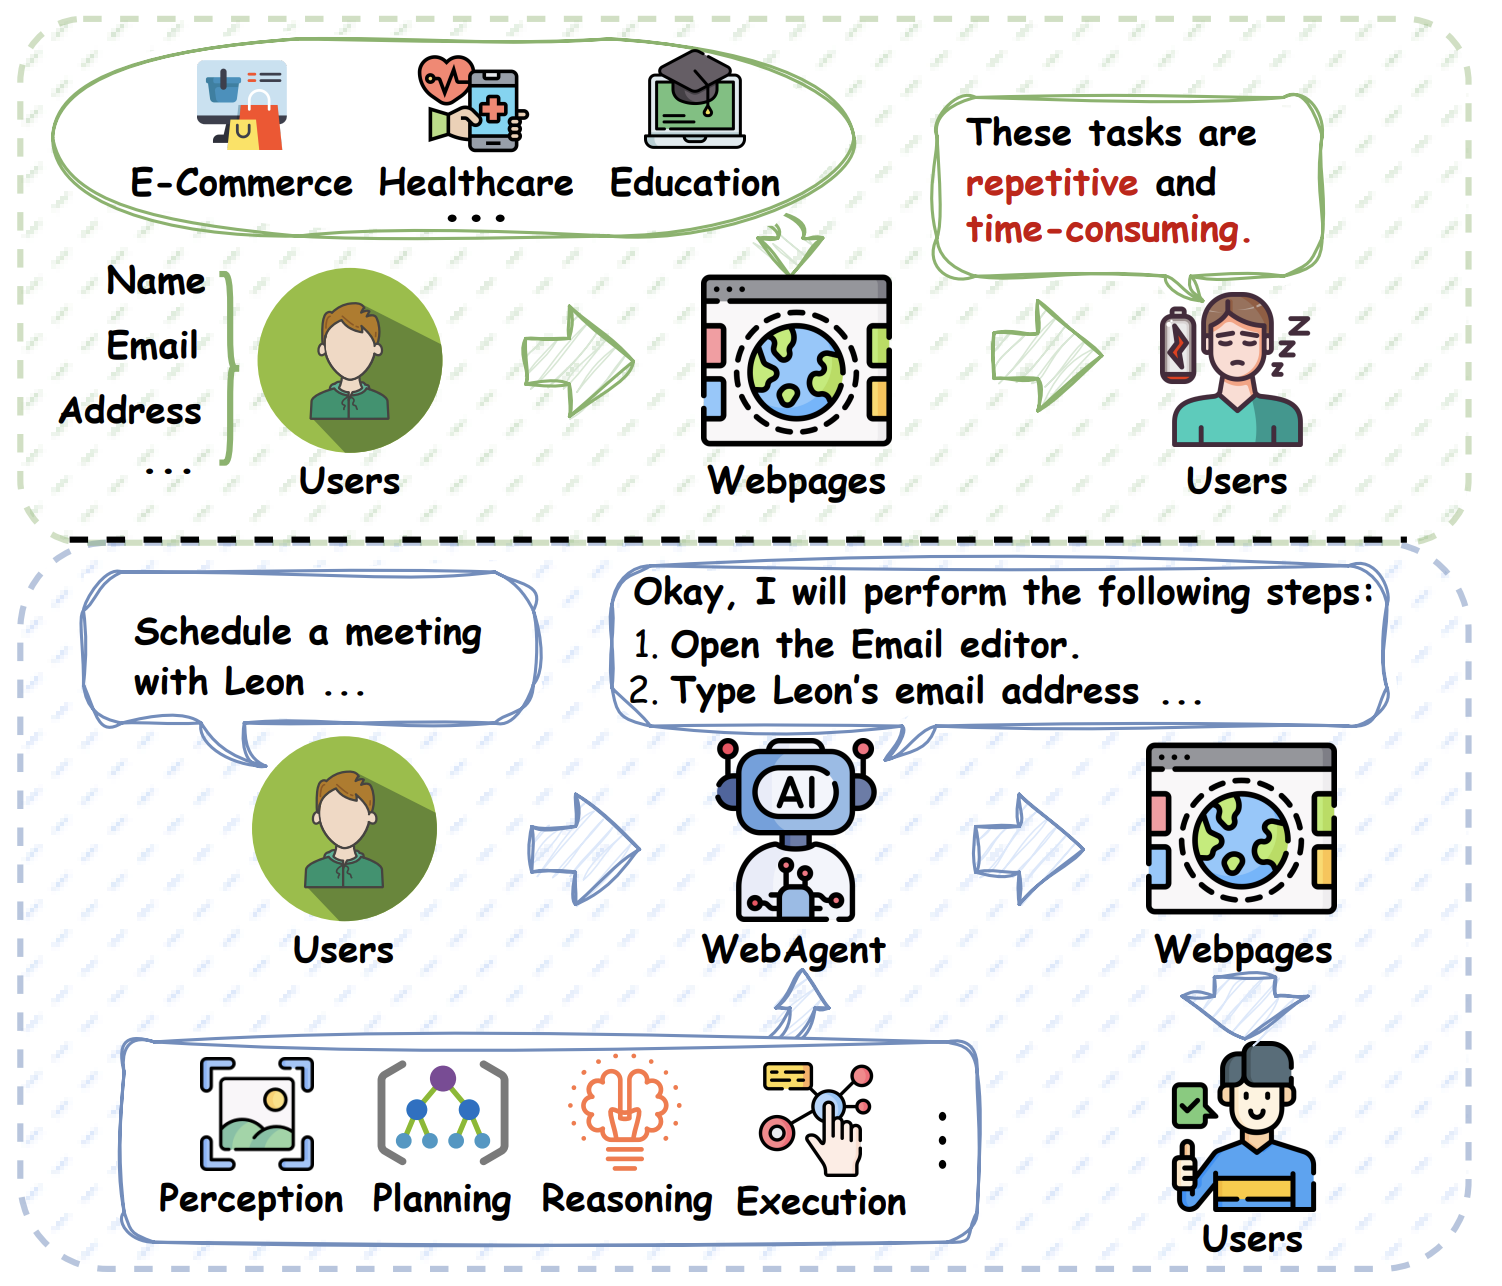 E-Commerce Healthcare Education
...
These tasks are
repetitive and
time-consuming.
Name
Email
Address
...
Users
Webpages
z
z
z
Users
Schedule a meeting
with Leon ...
Okay, I will perform the following steps:
1. Open the Email editor.
2. Type Leon's email address ...
AI
Users
WebAgent
Webpages
Perception Planning Reasoning Execution
...
Users